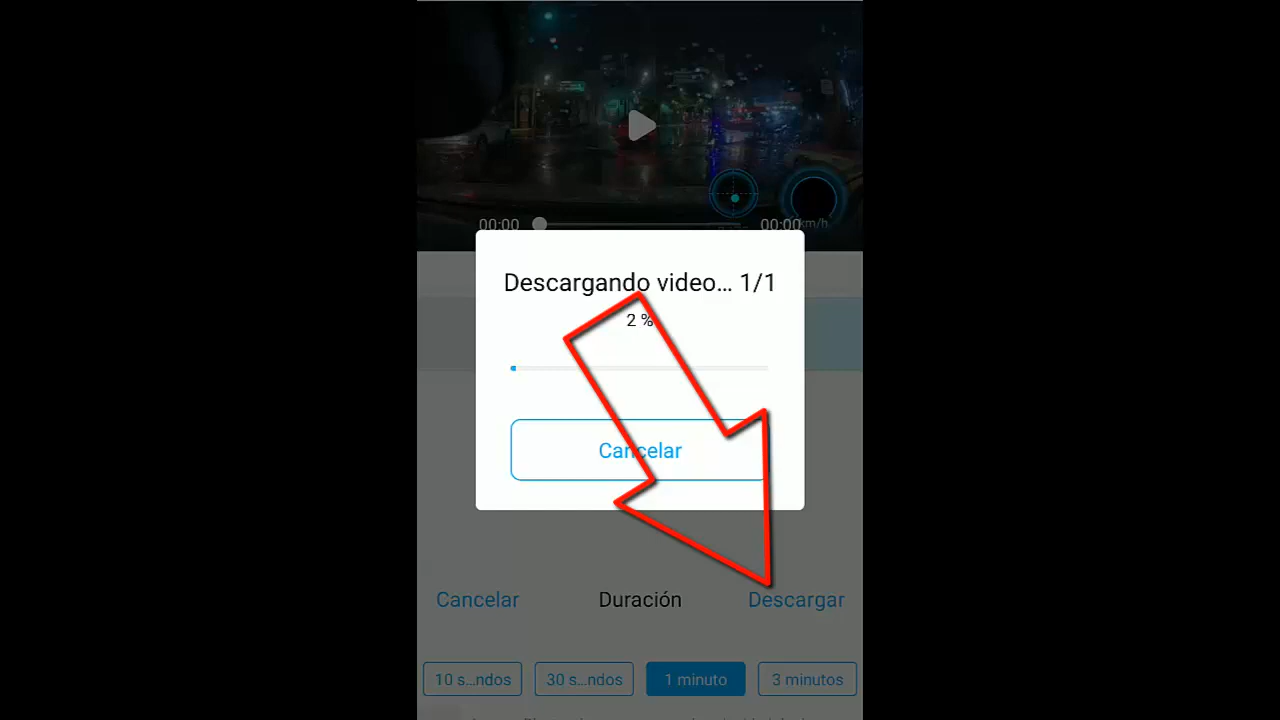 00:00
00:00
km/h
Descargando video... 1/1
2 %
Cancelar
Cancelar
Duración
Descargar
10 s...ndos
30 s...ndos
1 minuto
3 minutos